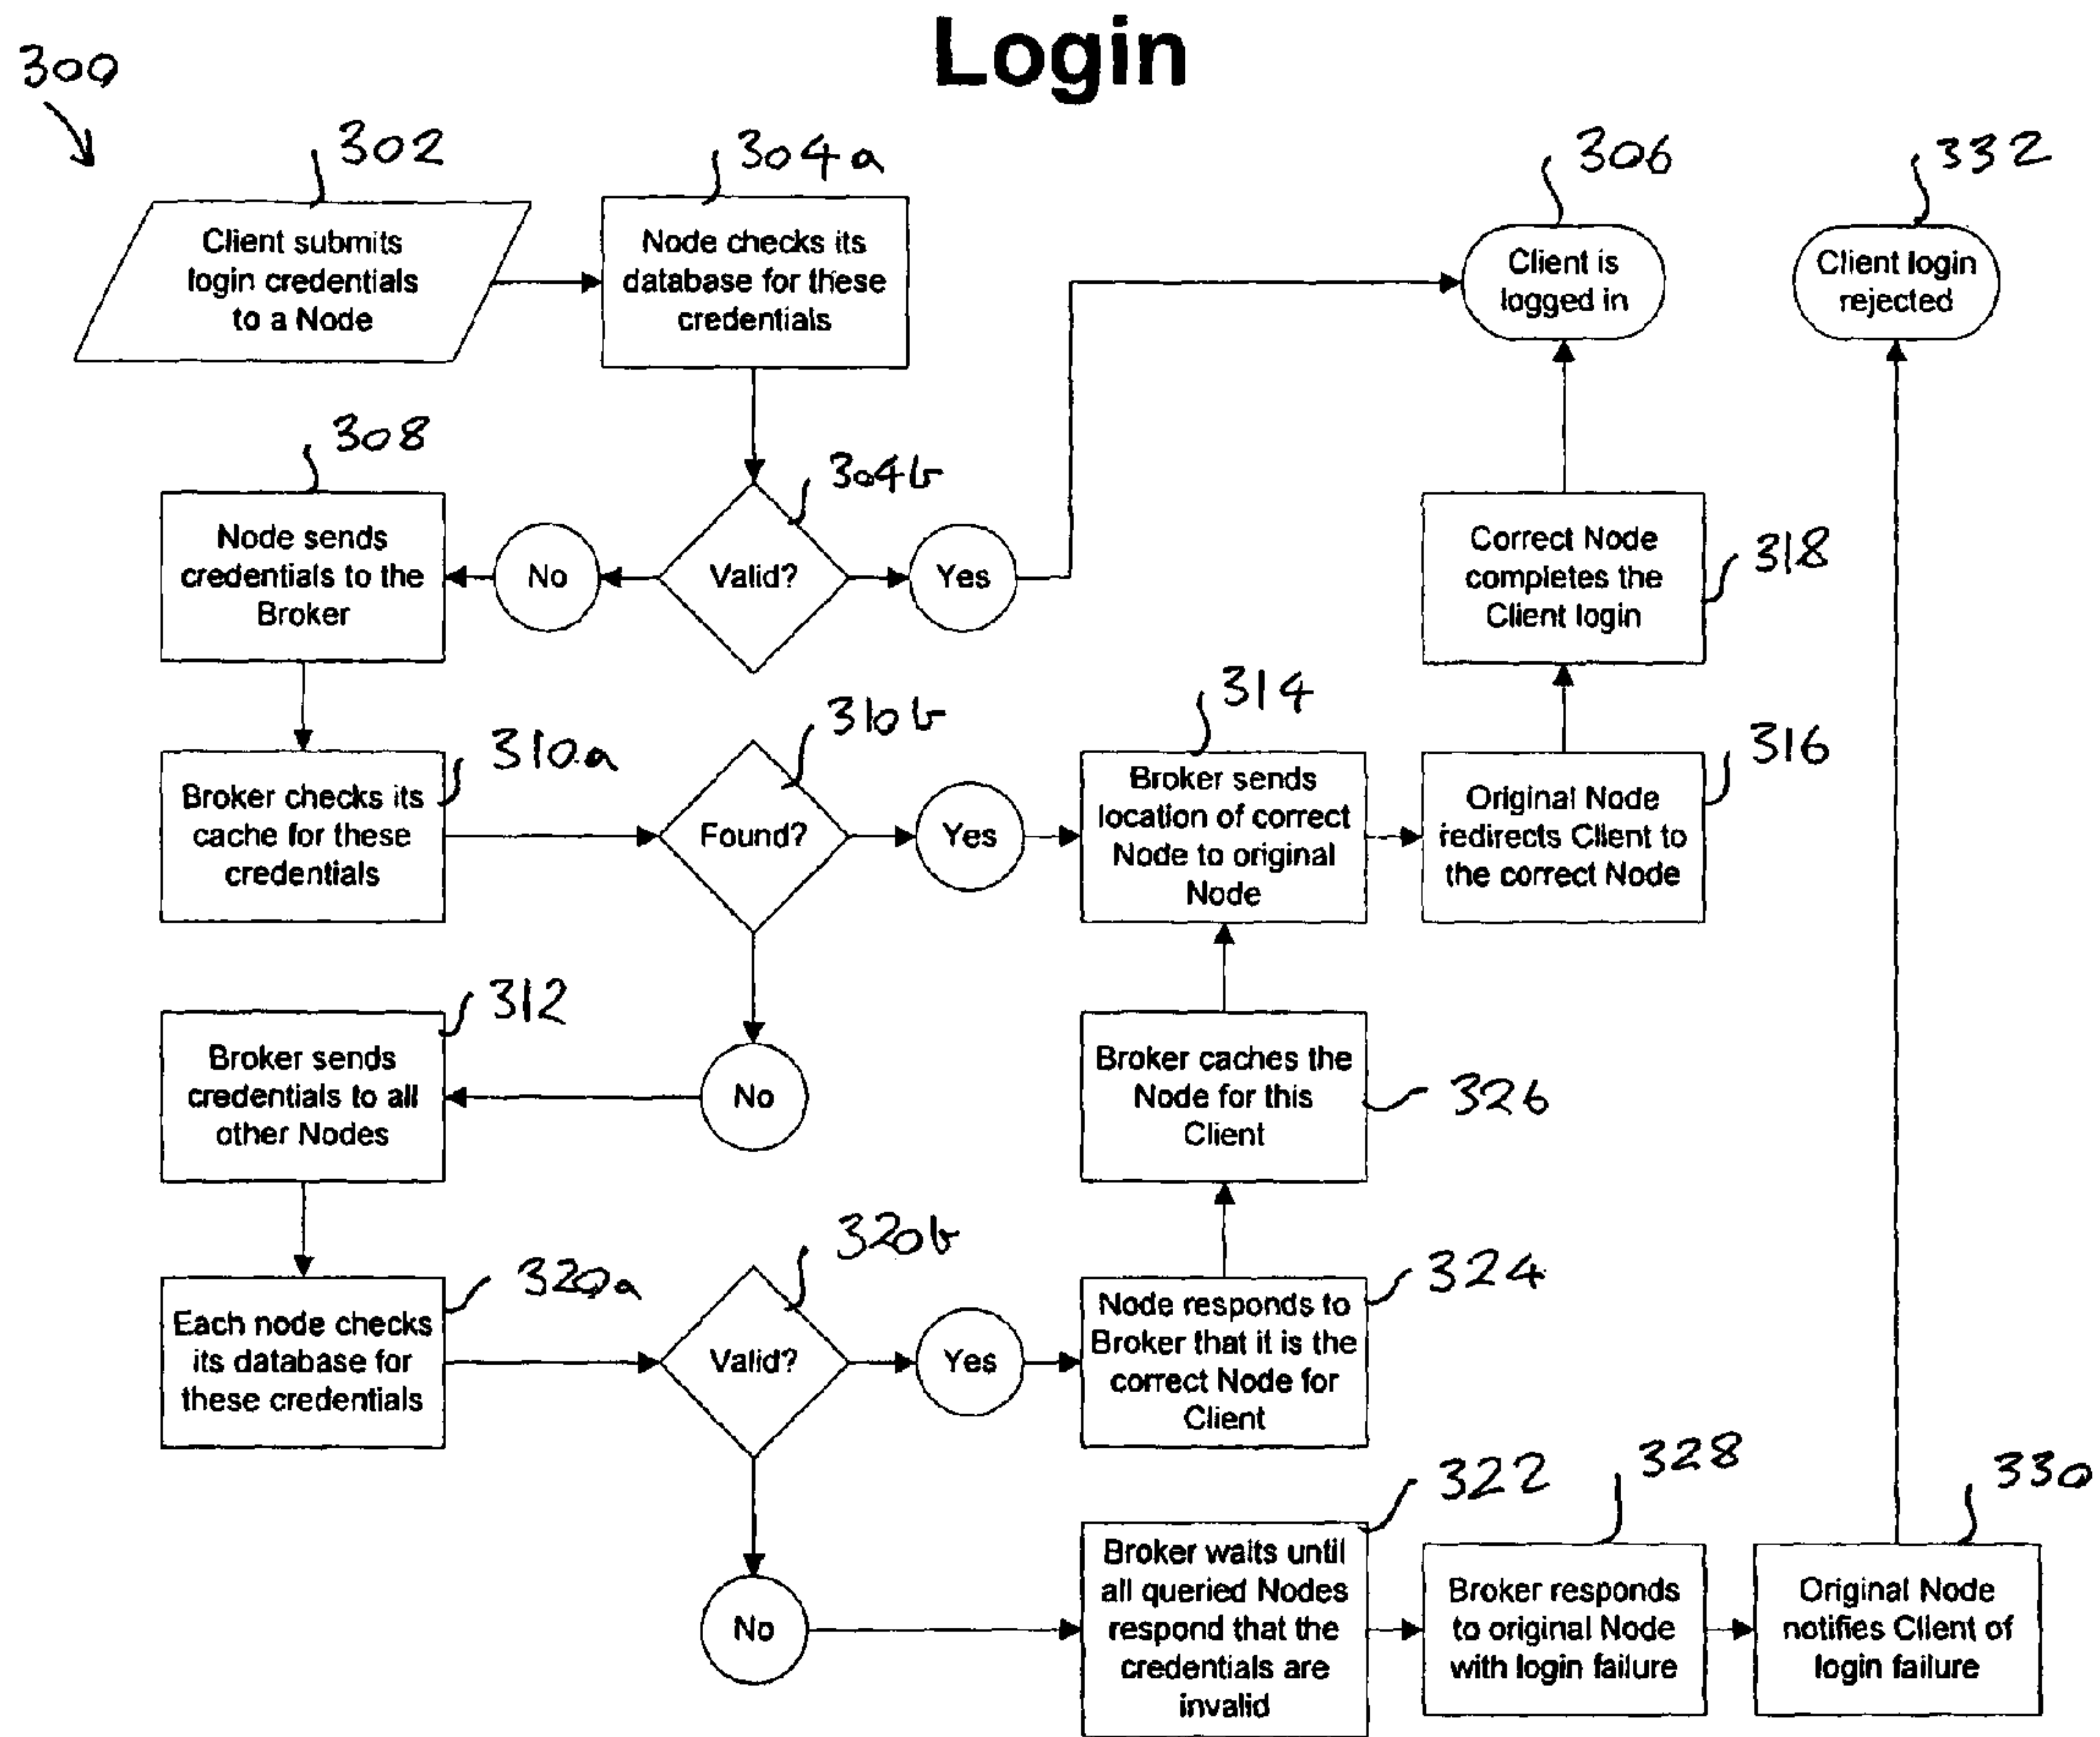 Login
300
302
304a
306
332
Client submits
login credentials
to a Node
Node checks its
database for these
credentials
Client is
logged in
Client login
rejected
308
304b
Node sends
credentials to the
Broker
No
Valid?
Yes
Correct Node
completes the
Client login
318
310a
310b
314
316
Broker checks its
cache for these
credentials
Found?
Yes
Broker sends
location of correct
Node to original
Node
Original Node
redirects Client to
the correct Node
312
Broker sends
credentials to all
other Nodes
No
Broker caches the
Node for this
Client
326
320a
320b
324
Each node checks
its database for
these credentials
Valid?
Yes
Node responds to
Broker that it is the
correct Node for
Client
322
328
330
No
Broker waits until
all queried Nodes
respond that the
credentials are
invalid
Broker responds
to original Node
with login failure
Original Node
notifies Client of
login failure